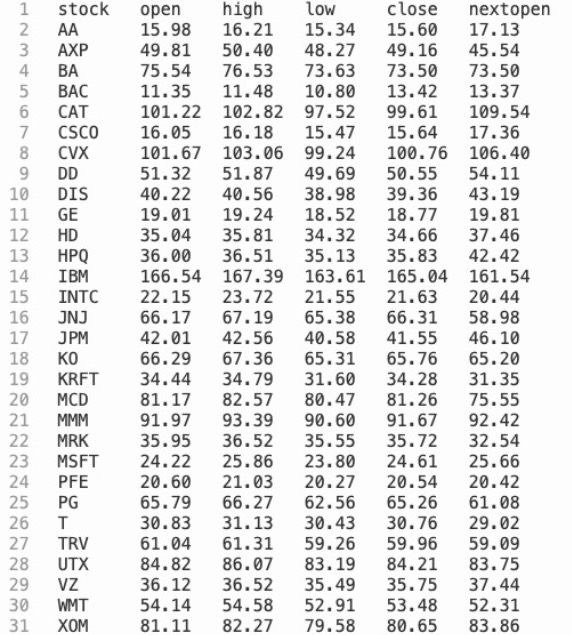 1 stock open high low close nextopen
2 AA 15.98 16.21 15.34 15.60 17.13
3 AXP 49.81 50.40 48.27 49.16 45.54
4 BA 75.54 76.53 73.63 73.50 73.50
5 BAC 11.35 11.48 10.80 13.42 13.37
6 CAT 101.22 102.82 97.52 99.61 109.54
7 CSCO 16.05 16.18 15.47 15.64 17.36
8 CVX 101.67 103.06 99.24 100.76 106.40
9 DD 51.32 51.87 49.69 50.55 54.11
10 DIS 40.22 40.56 38.98 39.36 43.19
11 GE 19.01 19.24 18.52 18.77 19.81
12 HD 35.04 35.81 34.32 34.66 37.46
13 HPQ 36.00 36.51 35.13 35.83 42.42
14 IBM 166.54 167.39 163.61 165.04 161.54
15 INTC 22.15 23.72 21.55 21.63 20.44
16 JNJ 66.17 67.19 65.38 66.31 58.98
17 JPM 42.01 42.56 40.58 41.55 46.10
18 KO 66.29 67.36 65.31 65.76 65.20
19 KRFT 34.44 34.79 31.60 34.28 31.35
20 MCD 81.17 82.57 80.47 81.26 75.55
21 MMM 91.97 93.39 90.60 91.67 92.42
22 MRK 35.95 36.52 35.55 35.72 32.54
23 MSFT 24.22 25.86 23.80 24.61 25.66
24 PFE 20.60 21.03 20.27 20.54 20.42
25 PG 65.79 66.27 62.56 65.26 61.08
26 T 30.83 31.13 30.43 30.76 29.02
27 TRV 61.04 61.31 59.26 59.96 59.09
28 UTX 84.82 86.07 83.19 84.21 83.75
29 VZ 36.12 36.52 35.49 35.75 37.44
30 WMT 54.14 54.58 52.91 53.48 52.31
31 XOM 81.11 82.27 79.58 80.65 83.86